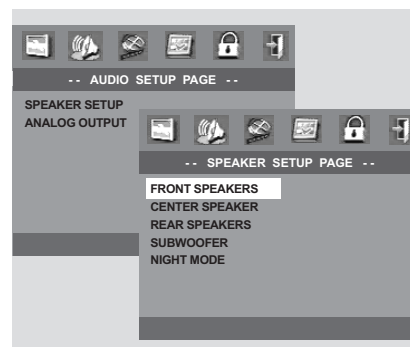 -- AUDIO SETUP PAGE --
SPEAKER SETUP
ANALOG OUTPUT
-- SPEAKER SETUP PAGE --
FRONT SPEAKERS
CENTER SPEAKER
REAR SPEAKERS
SUBWOOFER
NIGHT MODE